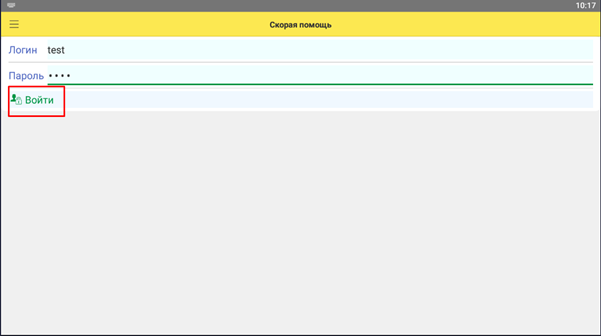 10:17
Скорая помощь
Логин test
Пароль ••••
Войти